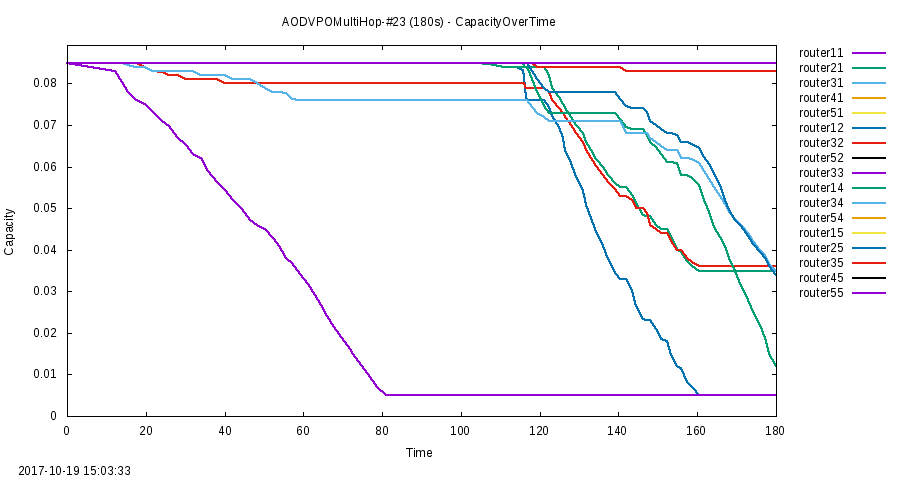 AODVPOMultiHop-#23 (180s) - CapacityOverTime
router11
router21
router31
router41
router51
router12
router32
router52
router33
router14
router34
router54
router15
router25
router35
router45
router55
Capacity
0.08
0.07
0.06
0.05
0.04
0.03
0.02
0.01
0
0 20 40 60 80 100 120 140 160 180
Time
2017-10-19 15:03:33